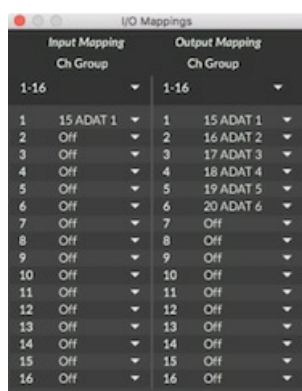 I/O Mappings
Input Mapping Output Mapping
Ch Group Ch Group
1-16 1-16
1 15 ADAT 1 1 15 ADAT 1
2 Off 2 16 ADAT 2
3 Off 3 17 ADAT 3
4 Off 4 18 ADAT 4
5 Off 5 19 ADAT 5
6 Off 6 20 ADAT 6
7 Off 7 Off
8 Off 8 Off
9 Off 9 Off
10 Off 10 Off
11 Off 11 Off
12 Off 12 Off
13 Off 13 Off
14 Off 14 Off
15 Off 15 Off
16 Off 16 Off